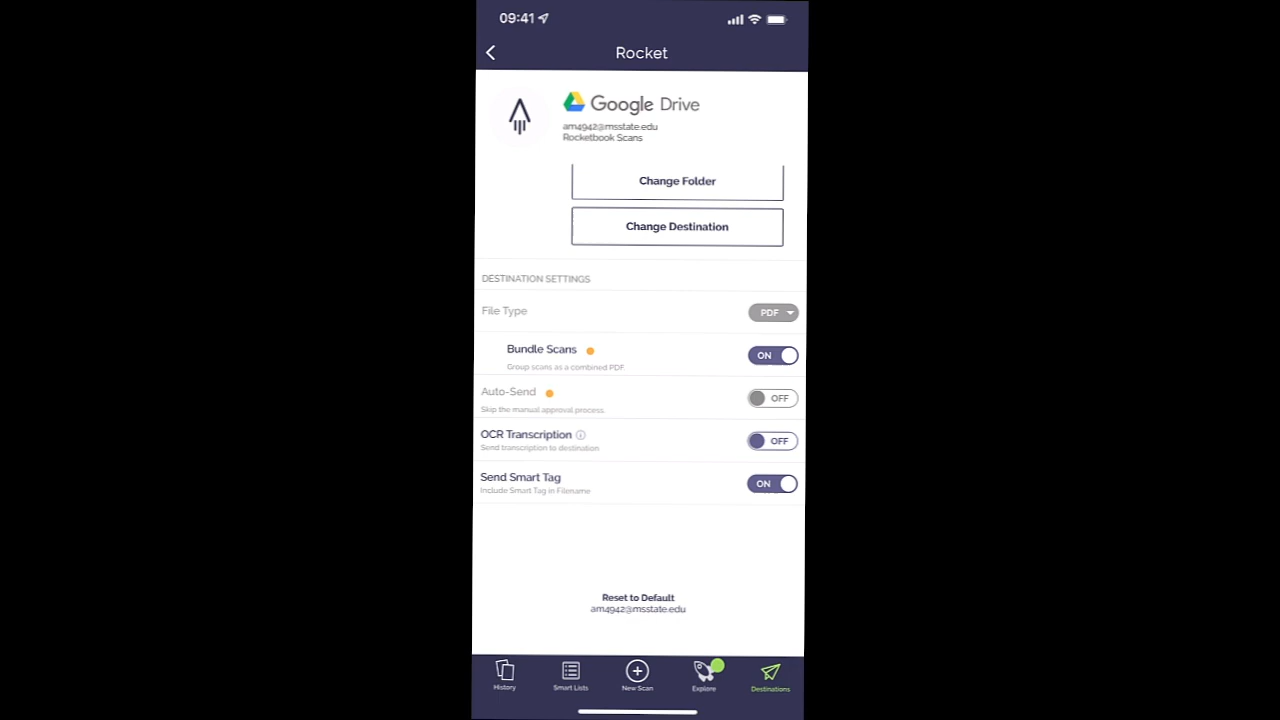 09:41
Rocket
Google Drive
am4942@msstate.edu
Rocketbook Scans
Change Folder
Change Destination
DESTINATION SETTINGS
File Type
PDF
Bundle Scans
ON
Group scans as a combined PDF.
Auto-Send
OFF
Skip the manual approval process.
OCR Transcription
OFF
Send transcription to destination
Send Smart Tag
ON
Include Smart Tag in Filename
Reset to Default
am4942@msstate.edu
History
Smart Lists
New Scan
Explore
Destinations